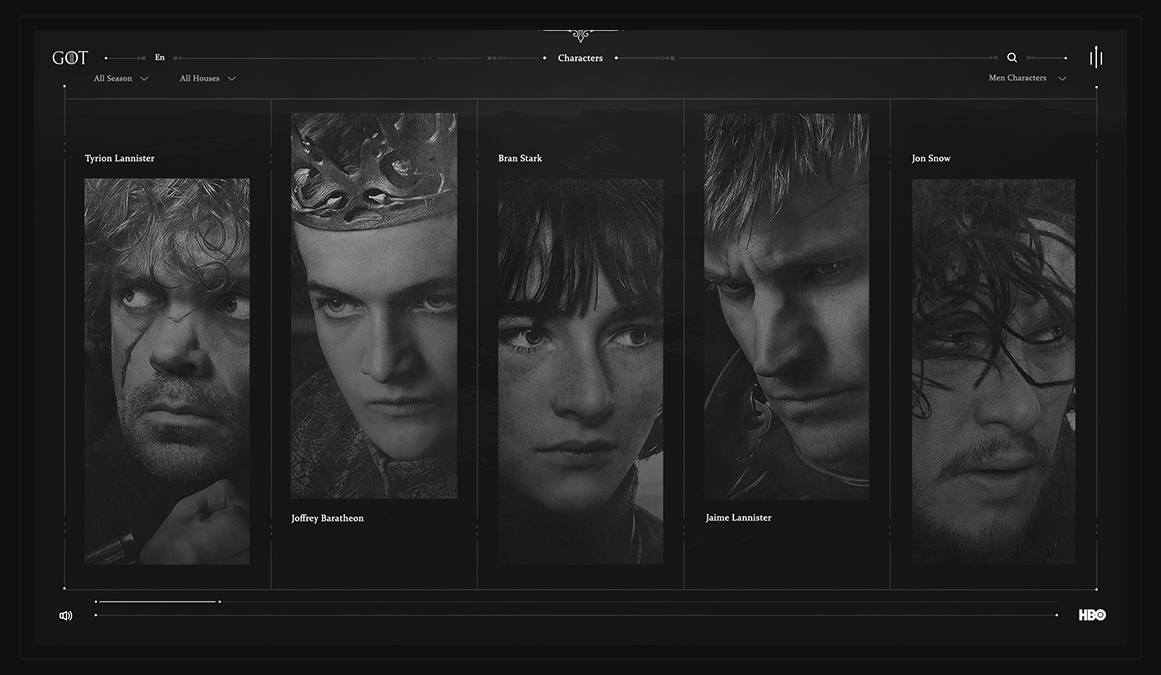 GOT
En
Characters
All Season
All Houses
Men Characters
Tyrion Lannister
Bran Stark
Jon Snow
Joffrey Baratheon
Jaime Lannister
HBO